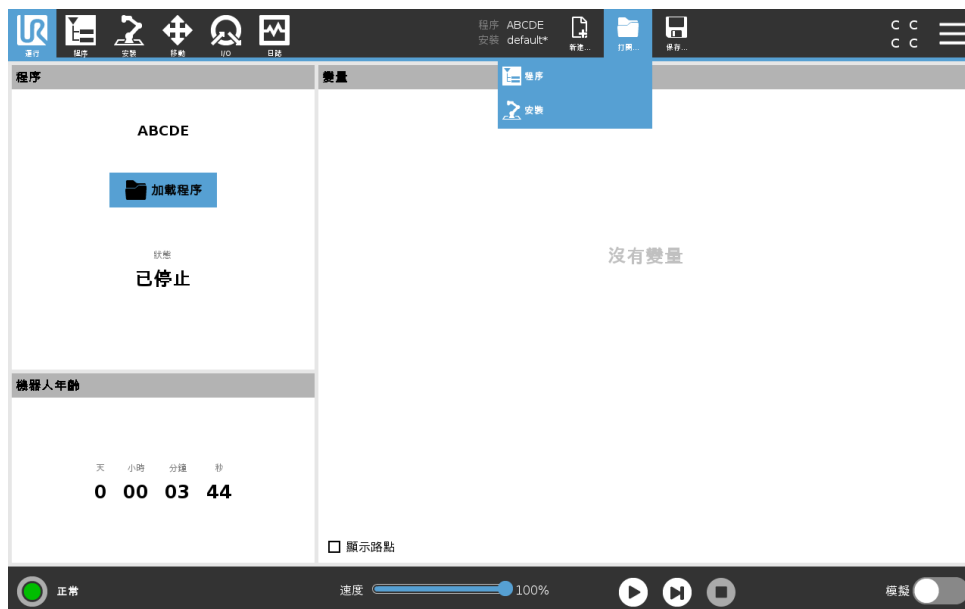 UR
運行
程序
安裝
移動
I/O
日誌
程序 ABCDE
安裝 default*
新建...
打開...
保存...
C C
C C
程序
安裝
程序
ABCDE
加載程序
狀態
已停止
變量
沒有變量
顯示路點
機器人年齡
天 小時 分鐘 秒
0 00 03 44
正常
速度 100%
模擬